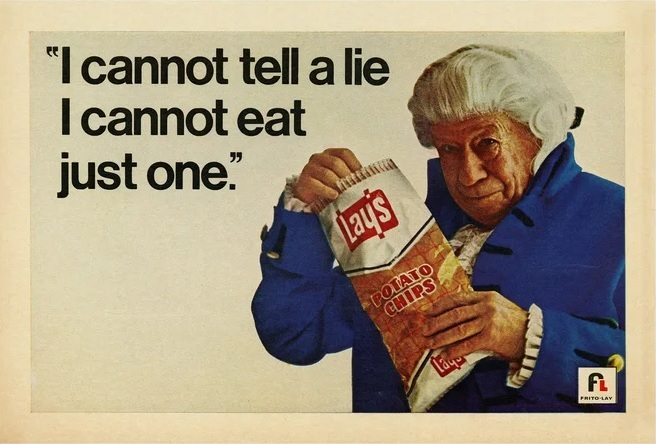 "I cannot tell a lie
I cannot eat
just one."
Lay's
POTATO
CHIPS
Lay's
FL
FRITO-LAY